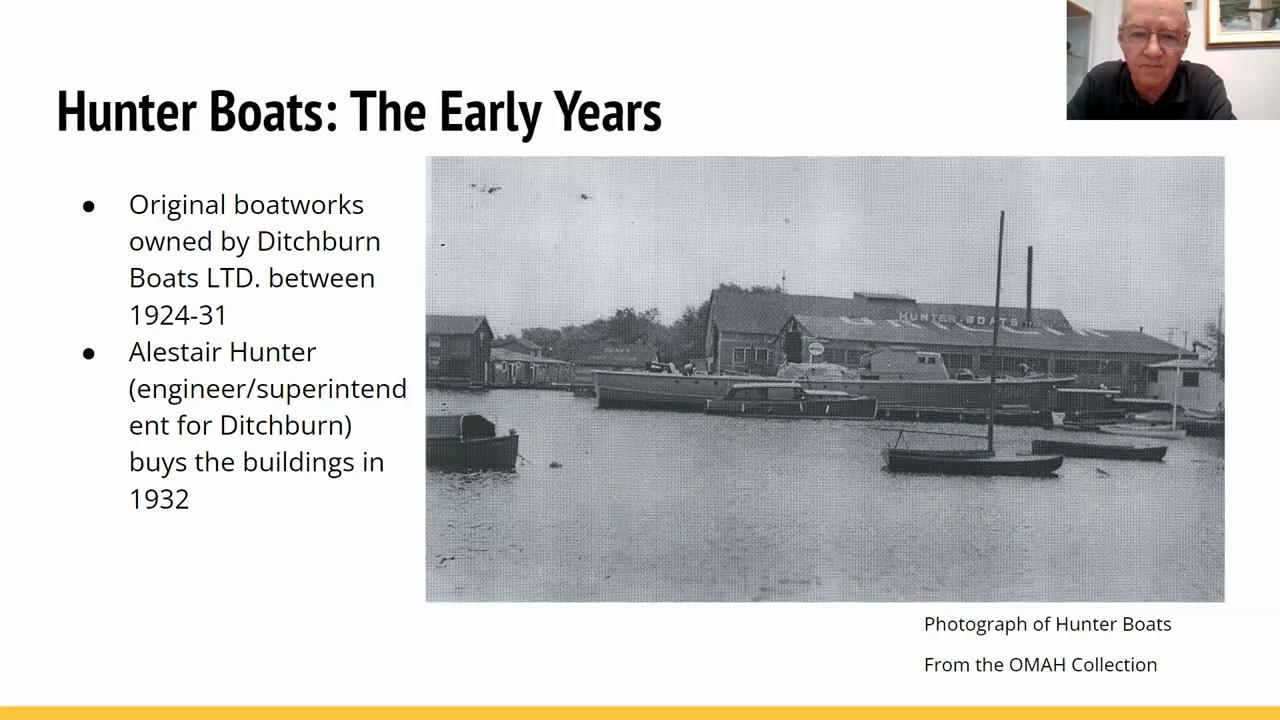 Hunter Boats: The Early Years
● Original boatworks
owned by Ditchburn
Boats LTD. between
1924-31
● Alestair Hunter
(engineer/superintend
ent for Ditchburn)
buys the buildings in
1932
HUNTER BOATS
Photograph of Hunter Boats
From the OMAH Collection